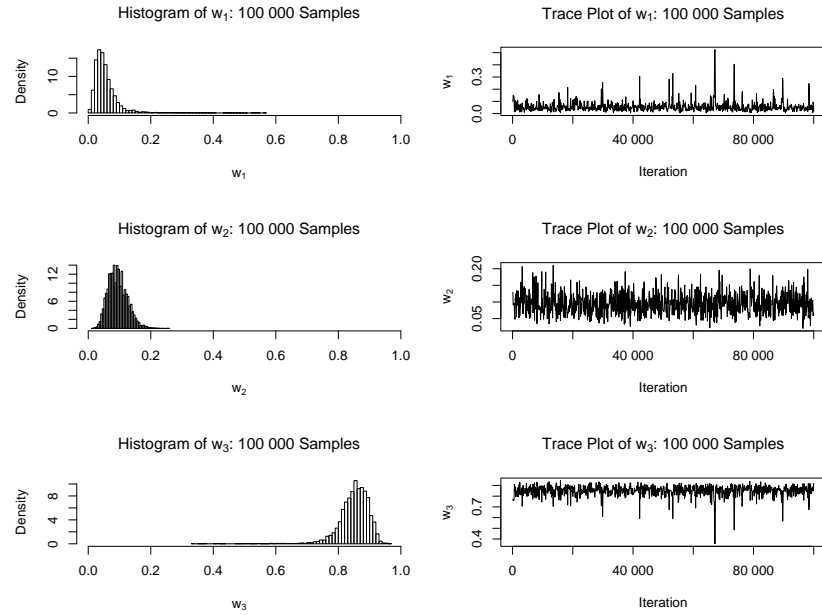 Histogram of w₁: 100 000 Samples
Density
0 10
0.0 0.2 0.4 0.6 0.8 1.0
w₁
Trace Plot of w₁: 100 000 Samples
w₁
0.0 0.3
0 40 000 80 000
Iteration
Histogram of w₂: 100 000 Samples
Density
0 6 12
0.0 0.2 0.4 0.6 0.8 1.0
w₂
Trace Plot of w₂: 100 000 Samples
w₂
0.05 0.20
0 40 000 80 000
Iteration
Histogram of w₃: 100 000 Samples
Density
0 4 8
0.0 0.2 0.4 0.6 0.8 1.0
w₃
Trace Plot of w₃: 100 000 Samples
w₃
0.4 0.7
0 40 000 80 000
Iteration